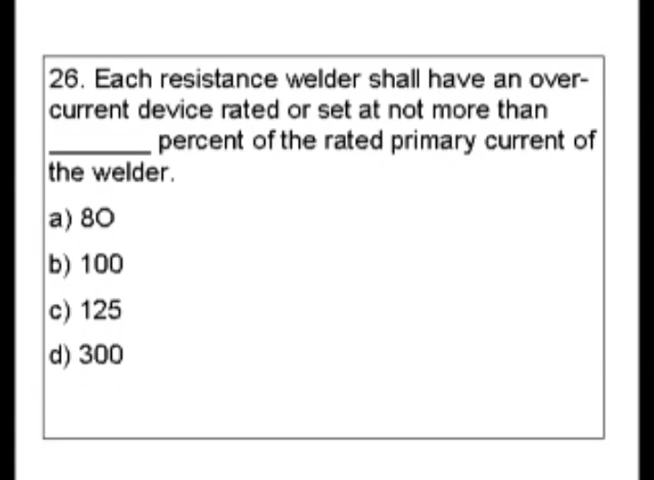 26. Each resistance welder shall have an over-
current device rated or set at not more than
_______ percent of the rated primary current of
the welder.
a) 8O
b) 100
c) 125
d) 300